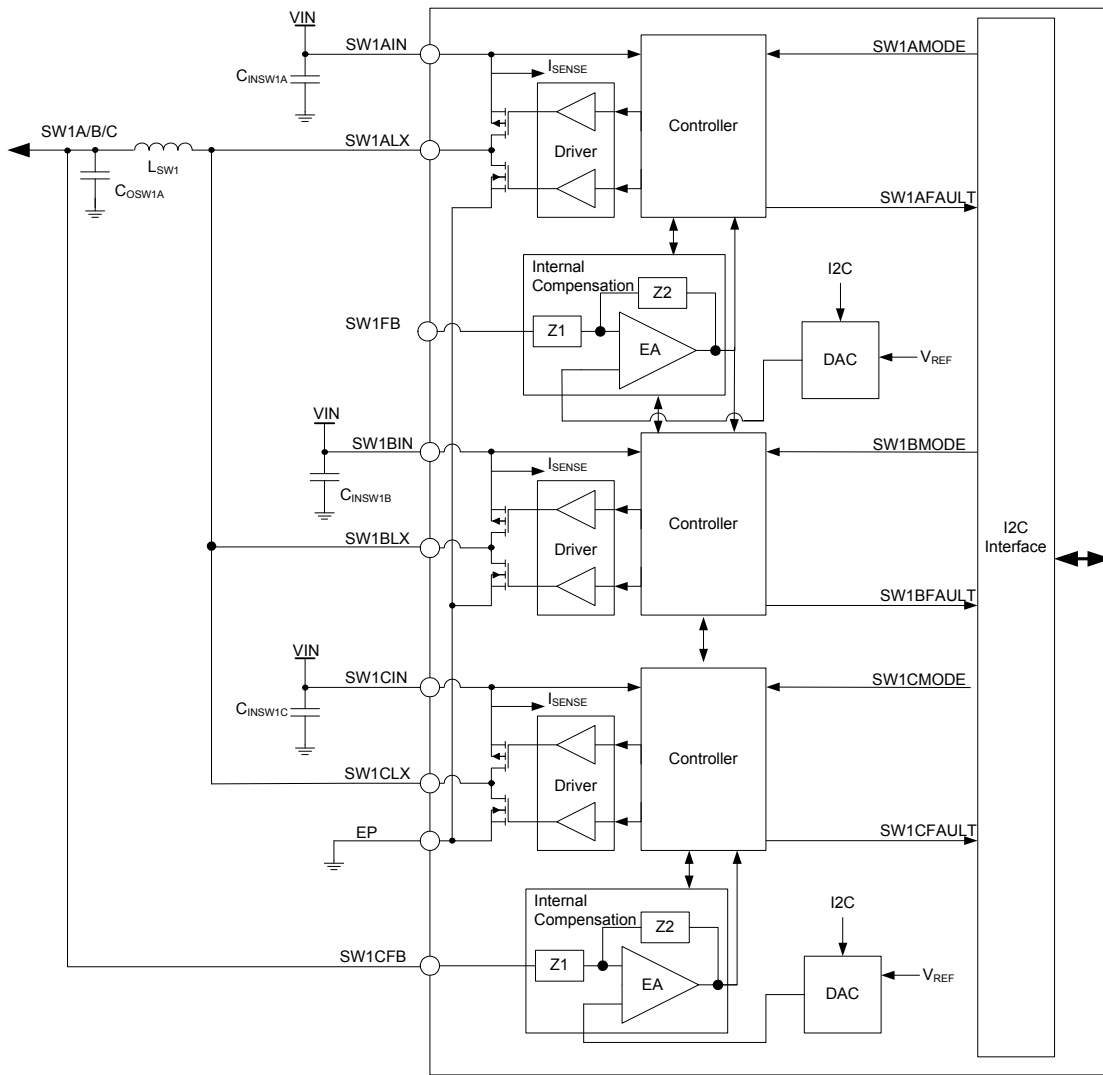 VIN
SW1AIN
SW1AMODE
CINSW1A
ISENSE
Controller
SW1A/B/C
SW1ALX
Driver
LSW1
COSW1A
SW1AFAULT
Internal
Compensation
I2C
Z2
SW1FB
Z1
EA
DAC
VREF
VIN
SW1BIN
SW1BMODE
ISENSE
CINSW1B
Controller
I2C
Interface
SW1BLX
Driver
SW1BFAULT
VIN
SW1CIN
SW1CMODE
ISENSE
CINSW1C
Controller
SW1CLX
Driver
EP
SW1CFAULT
Internal
Compensation
I2C
Z2
SW1CFB
Z1
EA
DAC
VREF